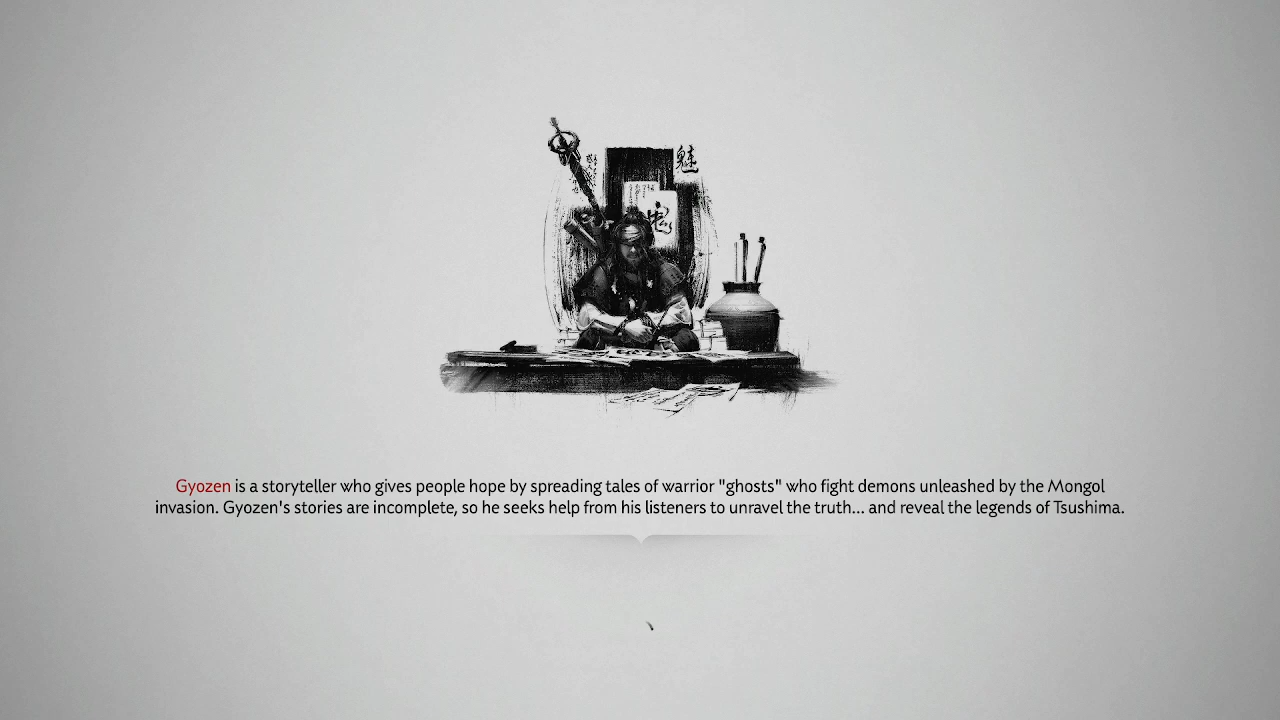 魅
鬼
Gyozen is a storyteller who gives people hope by spreading tales of warrior "ghosts" who fight demons unleashed by the Mongol
invasion. Gyozen's stories are incomplete, so he seeks help from his listeners to unravel the truth... and reveal the legends of Tsushima.